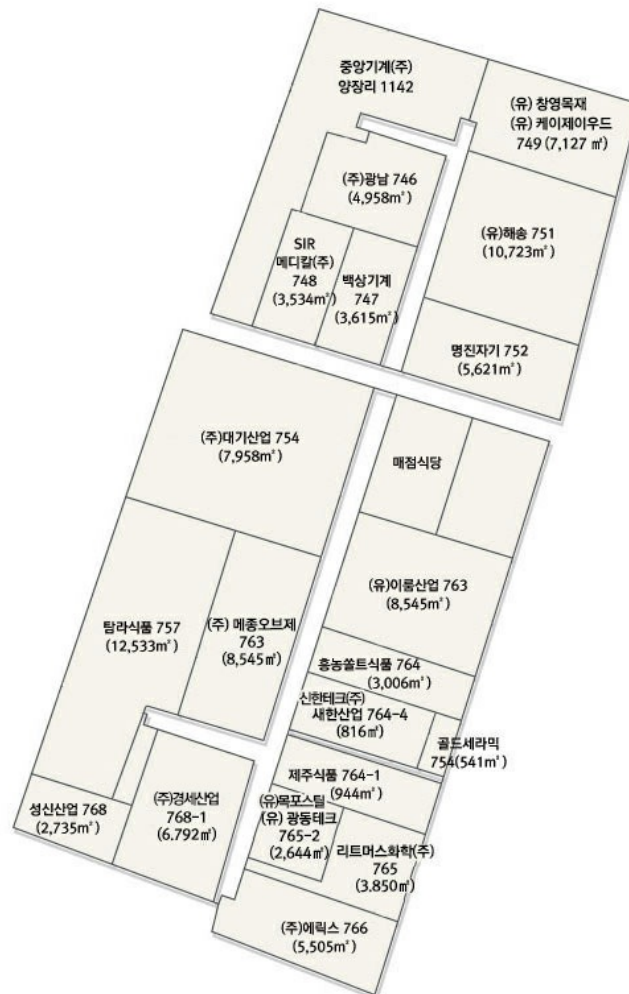 중앙기계(주)
양장리 1142
(유) 창영목재
(유) 케이제이우드
749 (7,127 ㎡)
(주)광남 746
(4,958㎡)
(유)해송 751
(10,723㎡)
SIR
메디칼(주)
748
(3,534㎡)
백상기계
747
(3,615㎡)
명진자기 752
(5,621㎡)
(주)대기산업 754
(7,958㎡)
매점식당
(유)이룸산업 763
(8,545㎡)
탐라식품 757
(12,533㎡)
(주) 메종오브제
763
(8,545㎡)
흥농쏠트식품 764
(3,006㎡)
신한테크(주)
새한산업 764-4
(816㎡)
골드세라믹
754(541㎡)
제주식품 764-1
(944㎡)
성신산업 768
(2,735㎡)
(주)경세산업
768-1
(6.792㎡)
(유)목포스틸
(유) 광동테크
765-2
(2,644㎡)
리트머스화학(주)
765
(3.850㎡)
(주)에릭스 766
(5,505㎡)